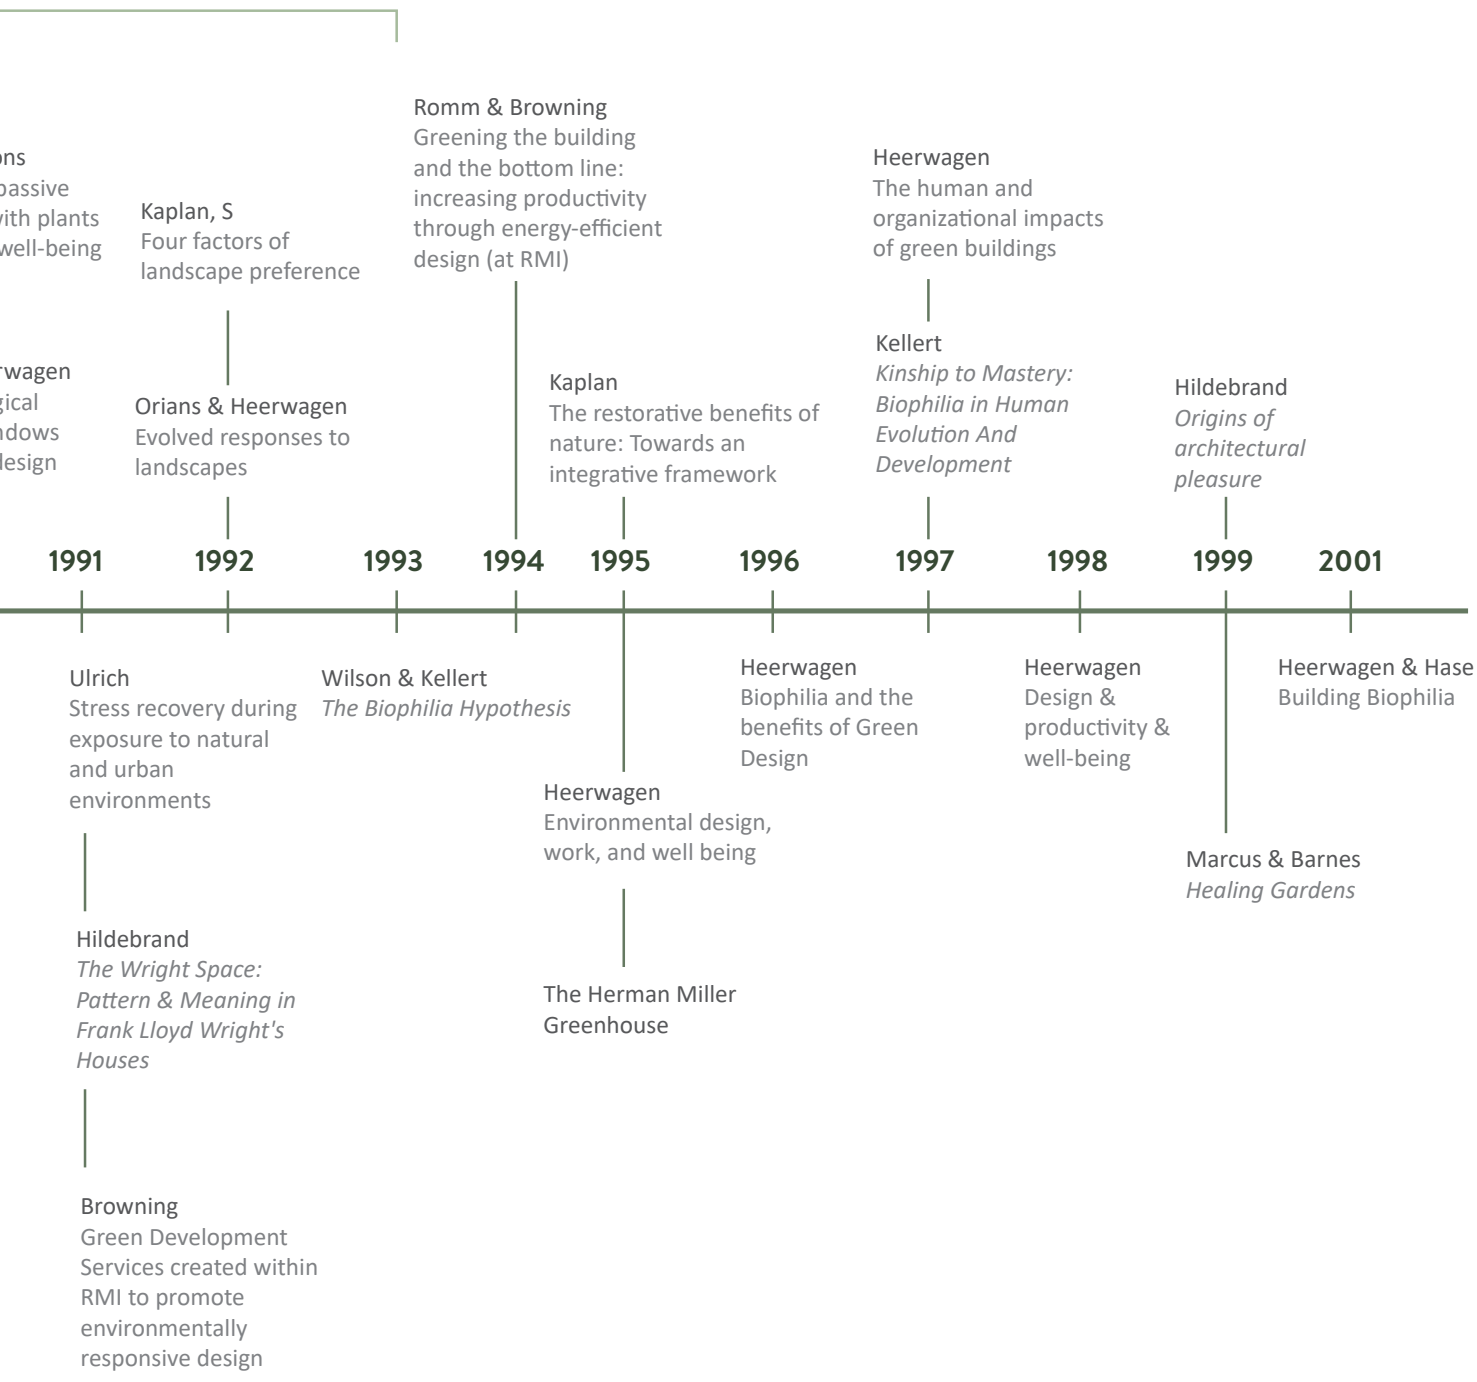 Romm & Browning
Greening the building
and the bottom line:
increasing productivity
through energy-efficient
design (at RMI)
passive
with plants
well-being
Kaplan, S
Four factors of
landscape preference
Heerwagen
The human and
organizational impacts
of green buildings
Kellert
Kinship to Mastery:
Biophilia in Human
Evolution And
Development
design
Orians & Heerwagen
Evolved responses to
landscapes
Kaplan
The restorative benefits of
nature: Towards an
integrative framework
Hildebrand
Origins of
architectural
pleasure
1991 1992 1993 1994 1995 1996 1997 1998 1999 2001
Ulrich
Stress recovery during
exposure to natural
and urban
environments
Wilson & Kellert
The Biophilia Hypothesis
Heerwagen
Biophilia and the
benefits of Green
Design
Heerwagen
Design &
productivity &
well-being
Heerwagen & Hase
Building Biophilia
Heerwagen
Environmental design,
work, and well being
Marcus & Barnes
Healing Gardens
Hildebrand
The Wright Space:
Pattern & Meaning in
Frank Lloyd Wright's
Houses
The Herman Miller
Greenhouse
Browning
Green Development
Services created within
RMI to promote
environmentally
responsive design